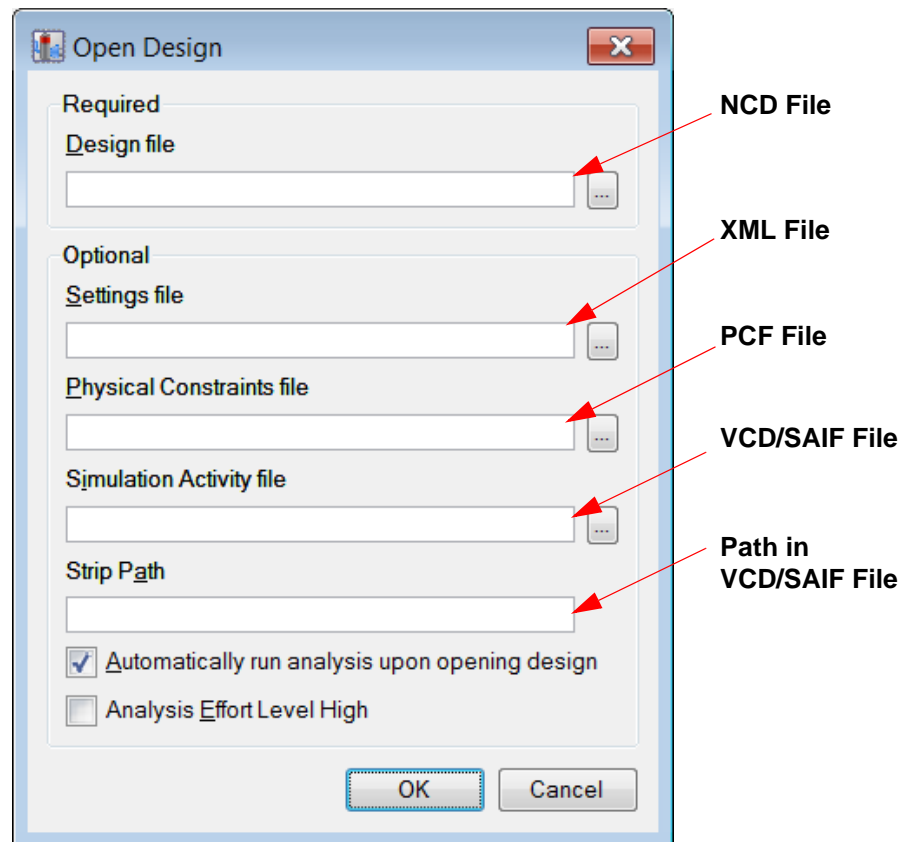 Open Design
Required
NCD File
Design file
...
XML File
Optional
Settings file
...
PCF File
Physical Constraints file
...
VCD/SAIF File
Simulation Activity file
...
Path in
VCD/SAIF File
Strip Path
Automatically run analysis upon opening design
Analysis Effort Level High
OK Cancel